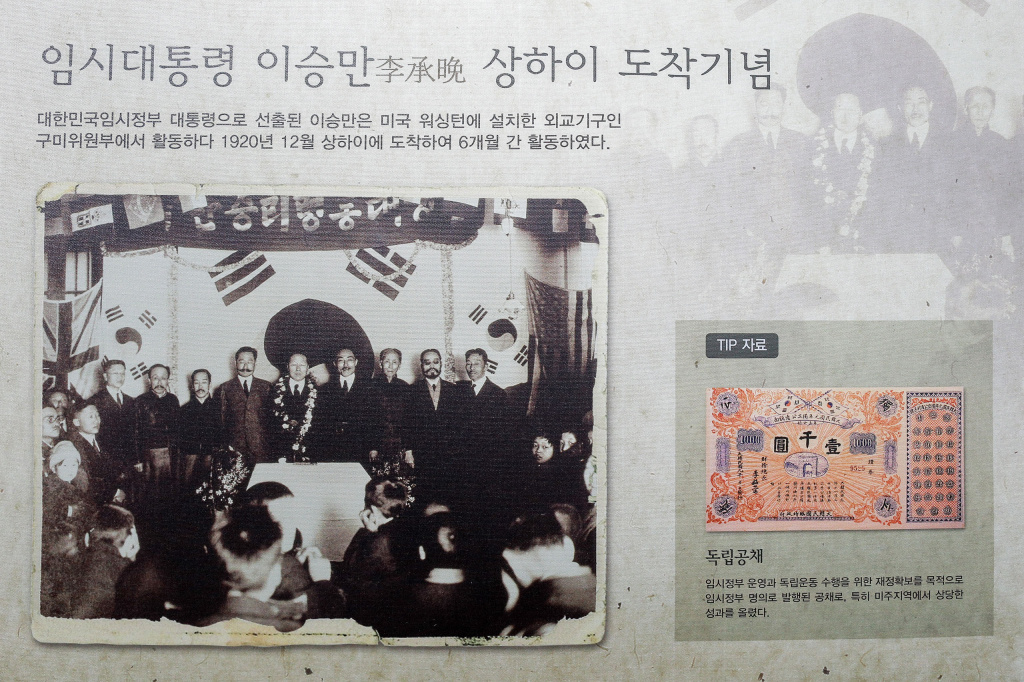 임시대통령 이승만李承晩 상하이 도착기념
대한민국임시정부 대통령으로 선출된 이승만은 미국 워싱턴에 설치한 외교기구인
구미위원부에서 활동하다 1920년 12월 상하이에 도착하여 6개월 간 활동하였다.
TIP 자료
1000
1000
圓千壹
독립공채
임시정부 운영과 독립운동 수행을 위한 재정확보를 목적으로
임시정부 명의로 발행된 공채로, 특히 미주지역에서 상당한
성과를 올렸다.